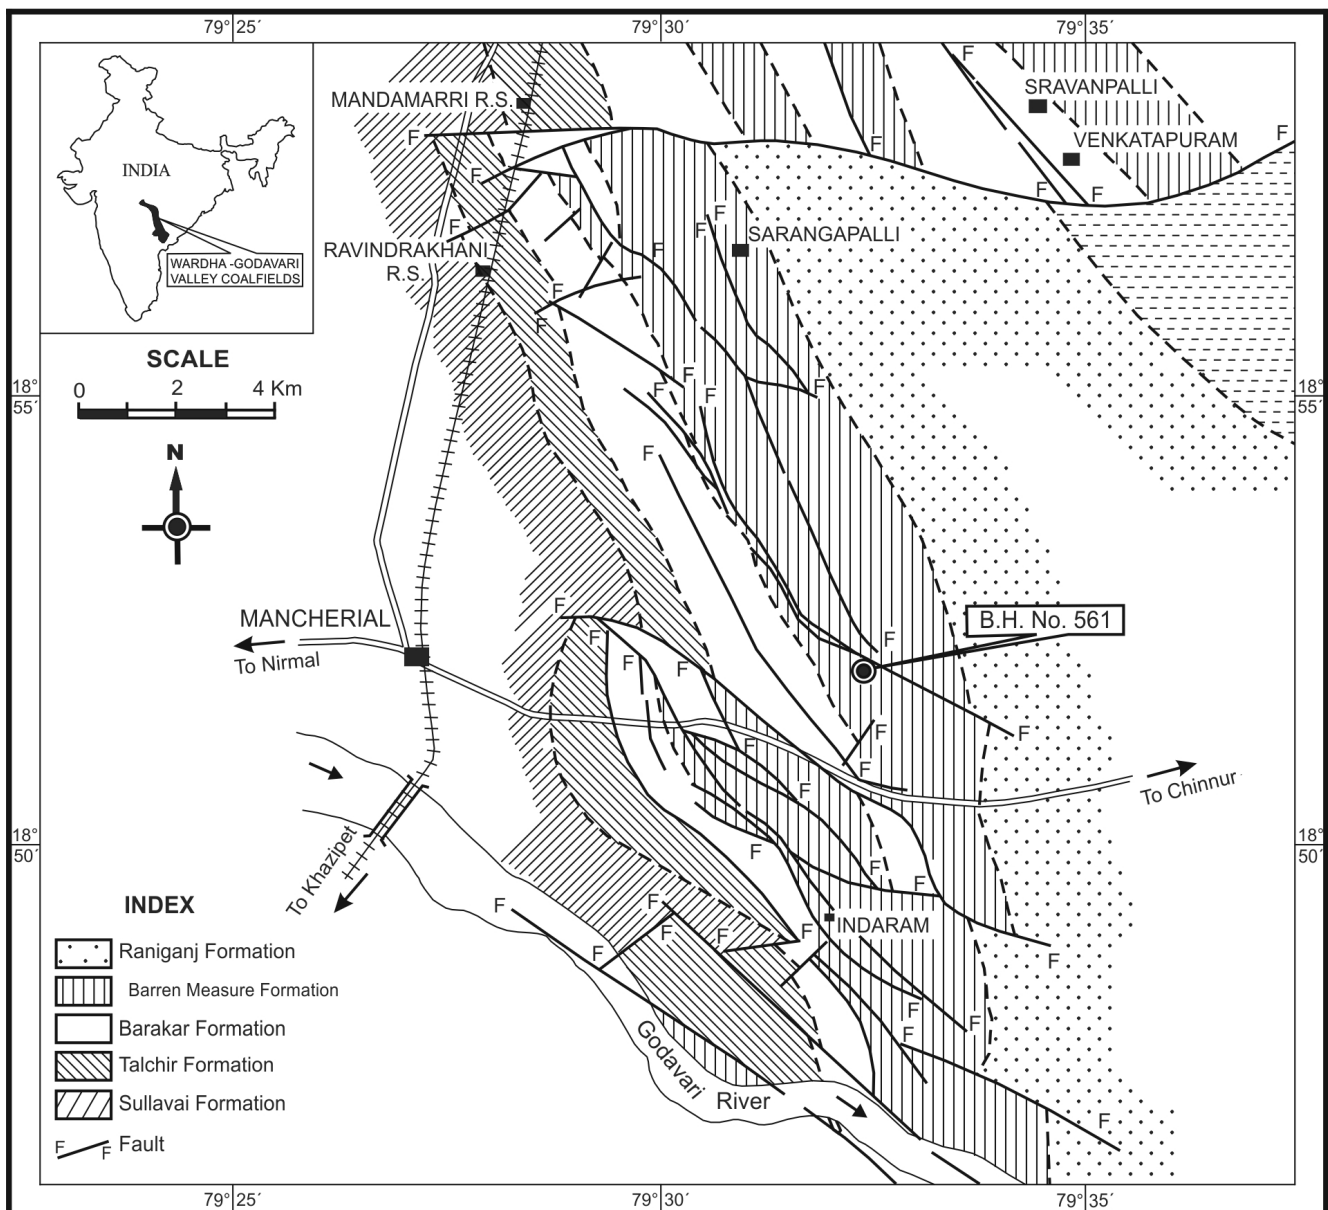 79° 25′
79° 30′
79° 35′
F
SRAVANPALLI
MANDAMARRI R.S.
F
F
F
VENKATAPURAM
INDIA
F
F
F
F
F
SARANGAPALLI
F
F
RAVINDRAKHANI
R.S.
WARDHA -GODAVARI
VALLEY COALFIELDS
F
F
F
SCALE
0 2 4 Km
F
F
F
F
18°
55′
18°
55′
N
F
B.H. No. 561
MANCHERIAL
F
F
F
F
F
To Nirmal
F
F
F
F
To Chinnur
F
18°
50′
18°
50′
To Khazipet
F
F
F
INDEX
F
F
F
F
F
INDARAM
F
F
Raniganj Formation
Barren Measure Formation
F
F
F
Barakar Formation
Godavari
River
Talchir Formation
Sullavai Formation
F
F F Fault
79° 25′
79° 30′
79° 35′